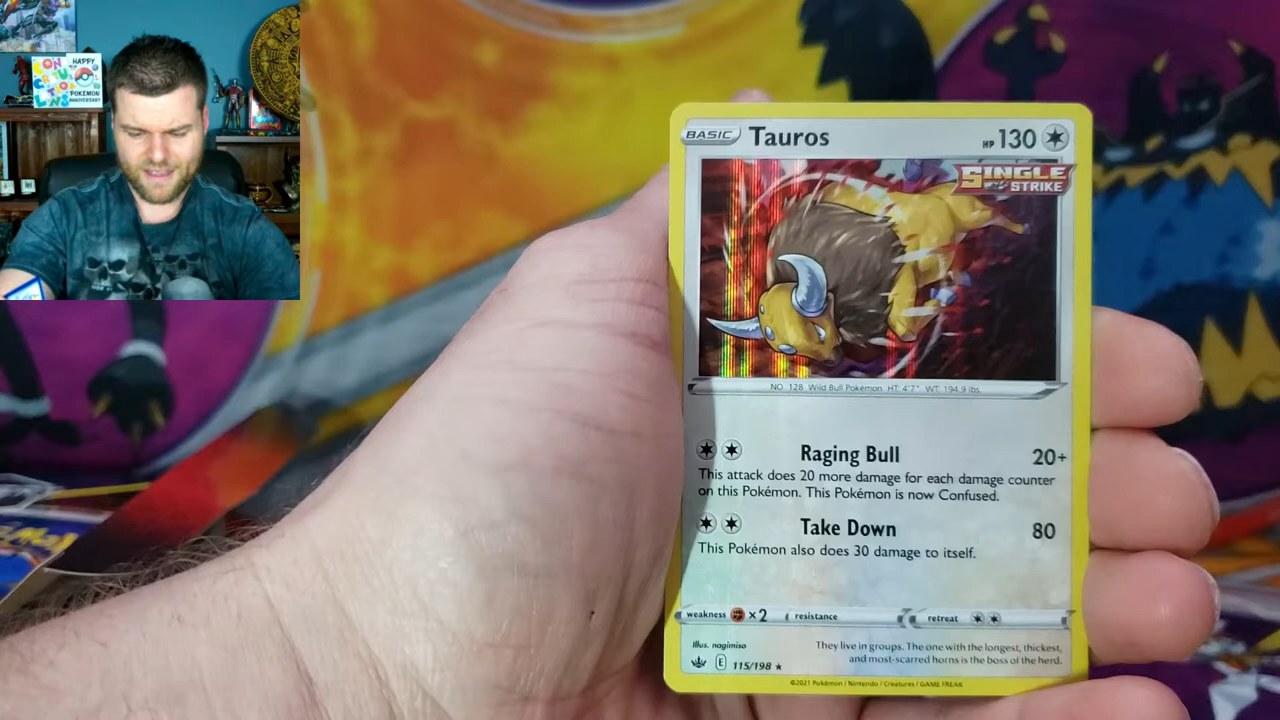 CONGRATULATIONS
HAPPY
POKEMON
ANNIVERSARY
BASIC Tauros HP 130
SINGLE
STRIKE
NO. 128 Wild Bull Pokémon HT: 4'7" WT: 194.9 lbs.
Raging Bull 20+
This attack does 20 more damage for each damage counter
on this Pokémon. This Pokémon is now Confused.
Take Down 80
This Pokémon also does 30 damage to itself.
weakness ×2 resistance retreat
Illus. nagimiso
They live in groups. The one with the longest, thickest,
and most-scarred horns is the boss of the herd.
E 115/198 ★
©2021 Pokémon / Nintendo / Creatures / GAME FREAK